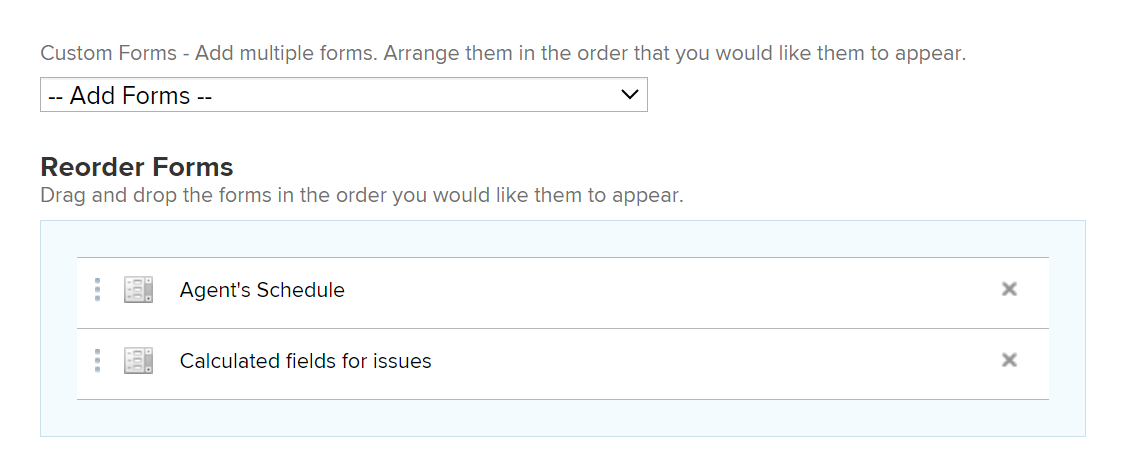 Custom Forms - Add multiple forms. Arrange them in the order that you would like them to appear.
-- Add Forms --
Reorder Forms
Drag and drop the forms in the order you would like them to appear.
Agent's Schedule
Calculated fields for issues